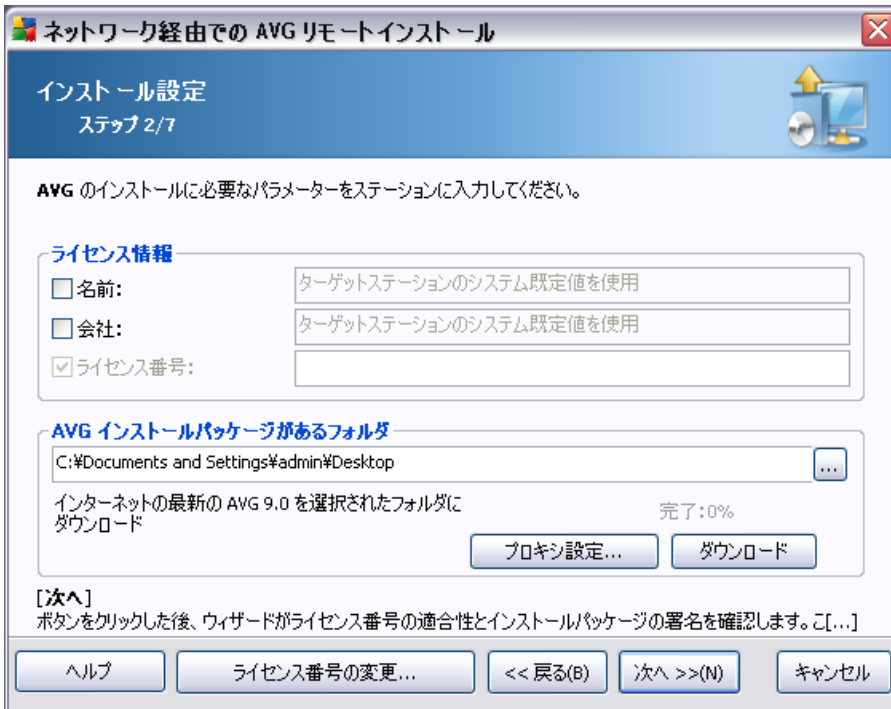 ネットワーク経由での AVG リモートインストール
インストール設定
ステップ 2/7
AVG のインストールに必要なパラメーターをステーションに入力してください。
ライセンス情報
名前:
ターゲットステーションのシステム既定値を使用
会社:
ターゲットステーションのシステム既定値を使用
ライセンス番号:
AVG インストールパッケージがあるフォルダ
C:¥Documents and Settings¥admin¥Desktop
...
インターネットの最新の AVG 9.0 を選択されたフォルダに
ダウンロード
完了:0%
プロキシ設定...
ダウンロード
[次へ]
ボタンをクリックした後、ウィザードがライセンス番号の適合性とインストールパッケージの署名を確認します。こ[...]
ヘルプ
ライセンス番号の変更...
<< 戻る(B)
次へ >>(N)
キャンセル